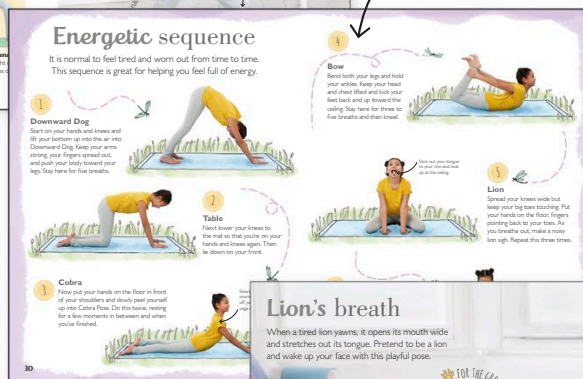 Energetic sequence
It is normal to feel tired and worn out from time to time.
This sequence is great for helping you feel full of energy.
1
Downward Dog
Start on your hands and knees and
lift your bottom up into the air into
Downward Dog. Keep your arms
strong, your fingers spread out,
and push your body toward your
legs. Stay here for five breaths.
2
Table
Next lower your knees to
the mat so that you're on your
hands and knees again. Then
lie down on your front.
3
Cobra
Now put your hands on the floor in front
of your shoulders and slowly peel yourself
up into Cobra Pose. Do this twice, resting
for a few moments in between and when
you've finished.
30
4
Bow
Bend both your legs and hold
your ankles. Keep your head
and chest lifted and kick your
feet back and up toward the
ceiling. Stay here for three to
five breaths and then kneel.
Stick out your tongue
to your chin and look
up at the ceiling.
5
Lion
Spread your knees wide but
keep your big toes touching. Put
your hands on the floor, fingers
pointing back to your toes. As
you breathe out, make a noisy
lion sigh. Repeat this three times.
Lion's breath
When a tired lion yawns, it opens its mouth wide
and stretches out its tongue. Pretend to be a lion
and wake up your face with this playful pose.
FOR THE